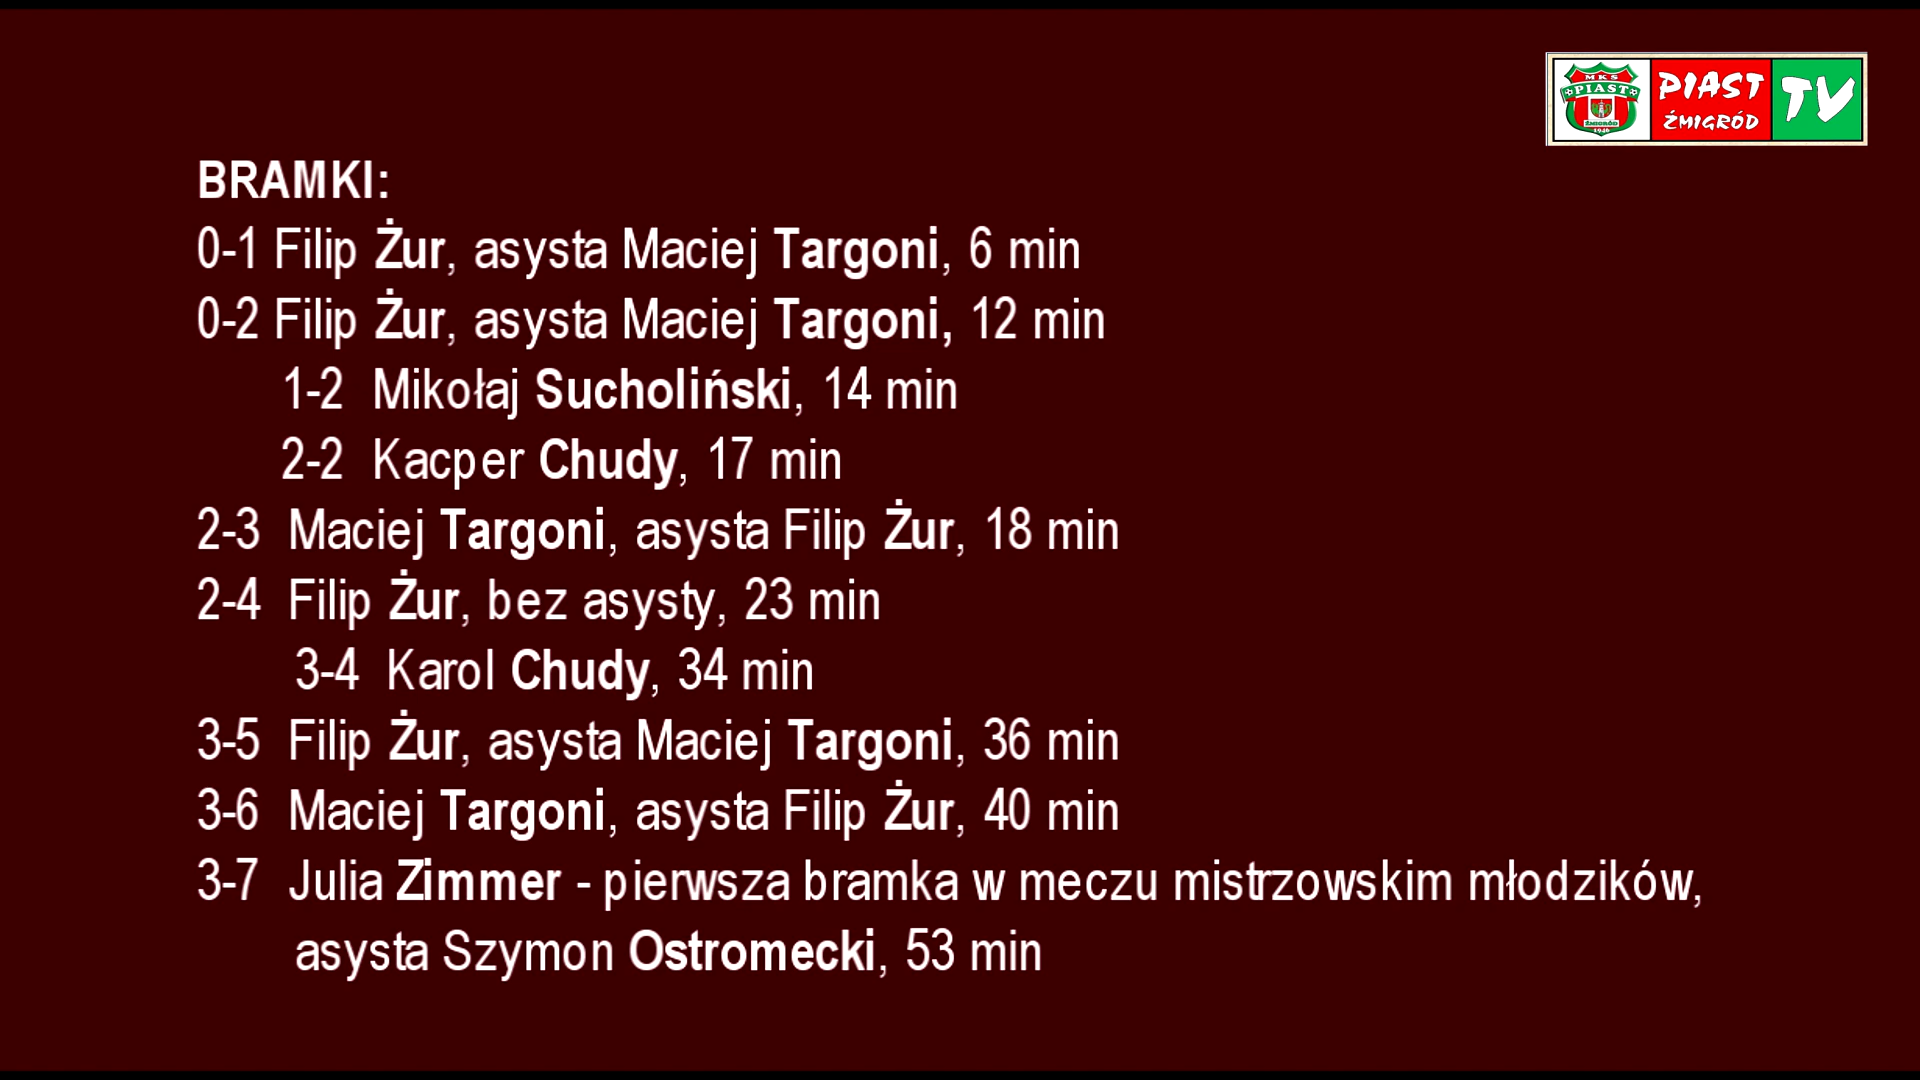 MKS
PIAST
ŻMIGRÓD
1946
PIAST
ŻMIGRÓD
TV
BRAMKI:
0-1 Filip Żur, asysta Maciej Targoni, 6 min
0-2 Filip Żur, asysta Maciej Targoni, 12 min
1-2 Mikołaj Sucholiński, 14 min
2-2 Kacper Chudy, 17 min
2-3 Maciej Targoni, asysta Filip Żur, 18 min
2-4 Filip Żur, bez asysty, 23 min
3-4 Karol Chudy, 34 min
3-5 Filip Żur, asysta Maciej Targoni, 36 min
3-6 Maciej Targoni, asysta Filip Żur, 40 min
3-7 Julia Zimmer - pierwsza bramka w meczu mistrzowskim młodzików,
asysta Szymon Ostromecki, 53 min